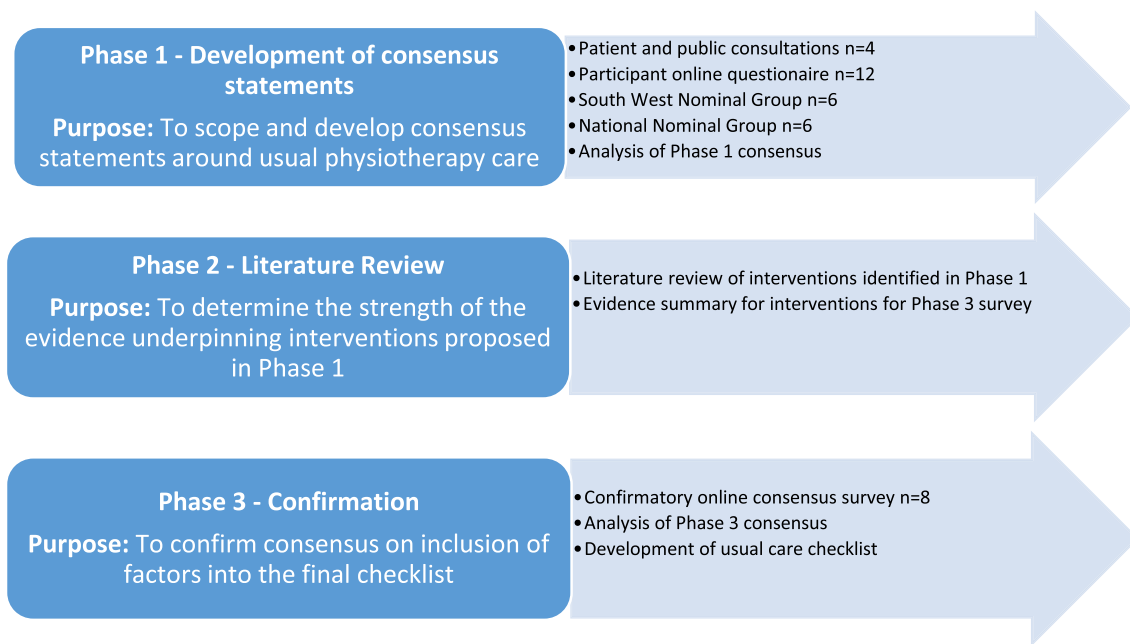 Phase 1 - Development of consensus
statements
Purpose: To scope and develop consensus
statements around usual physiotherapy care
•Patient and public consultations n=4
•Participant online questionaire n=12
•South West Nominal Group n=6
•National Nominal Group n=6
•Analysis of Phase 1 consensus
Phase 2 - Literature Review
Purpose: To determine the strength of the
evidence underpinning interventions proposed
in Phase 1
•Literature review of interventions identified in Phase 1
•Evidence summary for interventions for Phase 3 survey
Phase 3 - Confirmation
Purpose: To confirm consensus on inclusion of
factors into the final checklist
•Confirmatory online consensus survey n=8
•Analysis of Phase 3 consensus
•Development of usual care checklist